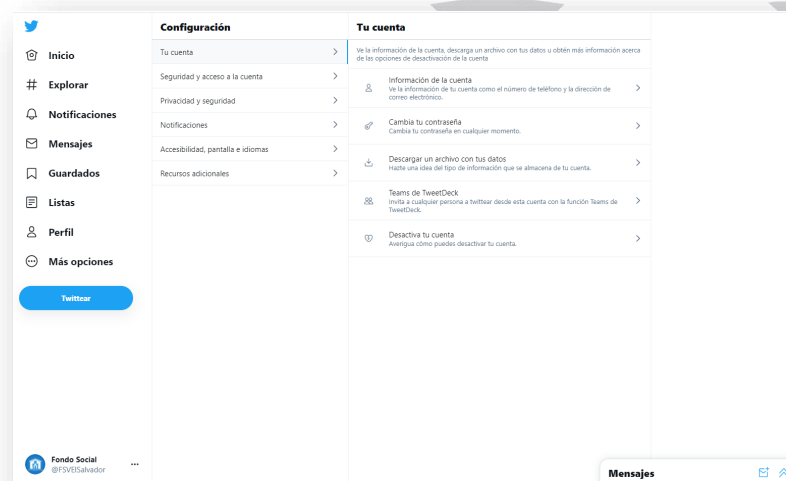 Inicio
Explorar
Notificaciones
Mensajes
Guardados
Listas
Perfil
Más opciones
Twittear
Fondo Social
@FSVElSalvador
Configuración
Tu cuenta
Seguridad y acceso a la cuenta
Privacidad y seguridad
Notificaciones
Accesibilidad, pantalla e idiomas
Recursos adicionales
Tu cuenta
Ve la información de la cuenta, descarga un archivo con tus datos u obtén más información acerca
de las opciones de desactivación de la cuenta
Información de la cuenta
Ve la información de tu cuenta como el número de teléfono y la dirección de
correo electrónico.
Cambia tu contraseña
Cambia tu contraseña en cualquier momento.
Descargar un archivo con tus datos
Hazte una idea del tipo de información que se almacena de tu cuenta.
Teams de TweetDeck
Invita a cualquier persona a twittear desde esta cuenta con la función Teams de
TweetDeck.
Desactiva tu cuenta
Averigua cómo puedes desactivar tu cuenta.
Mensajes